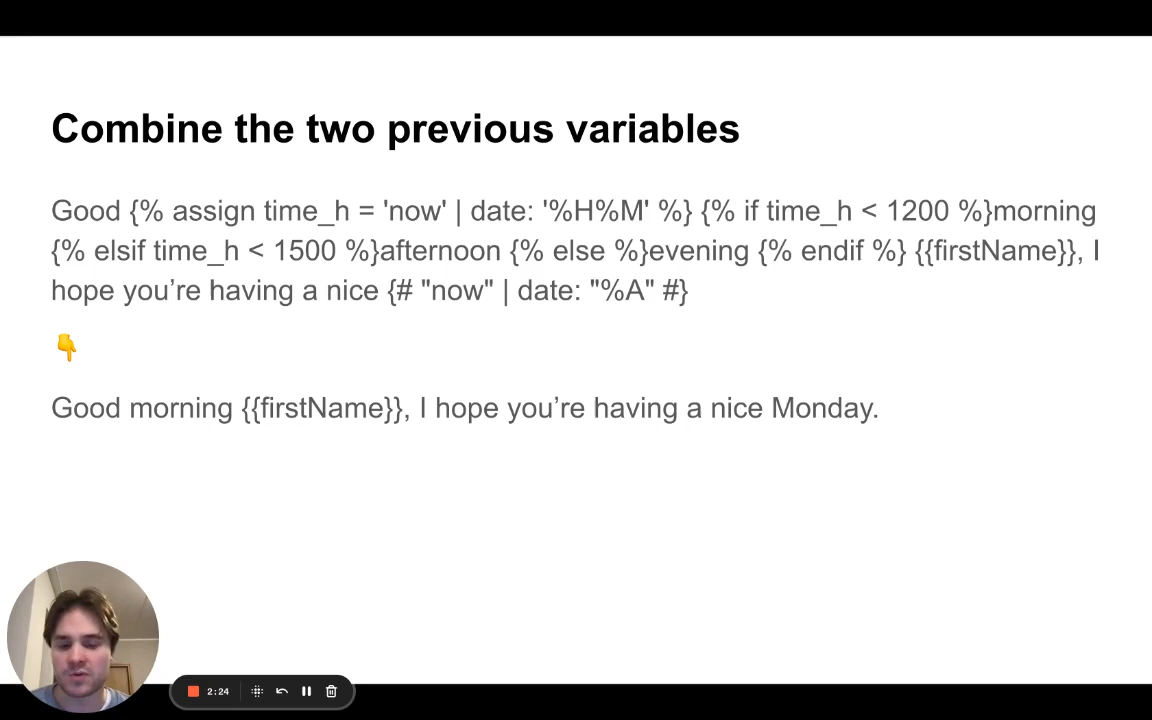 Combine the two previous variables
Good {% assign time_h = 'now' | date: '%H%M' %} {% if time_h < 1200 %}morning
{% elsif time_h < 1500 %}afternoon {% else %}evening {% endif %} {{firstName}}, I
hope you’re having a nice {# "now" | date: "%A" #}
Good morning {{firstName}}, I hope you’re having a nice Monday.
2:24